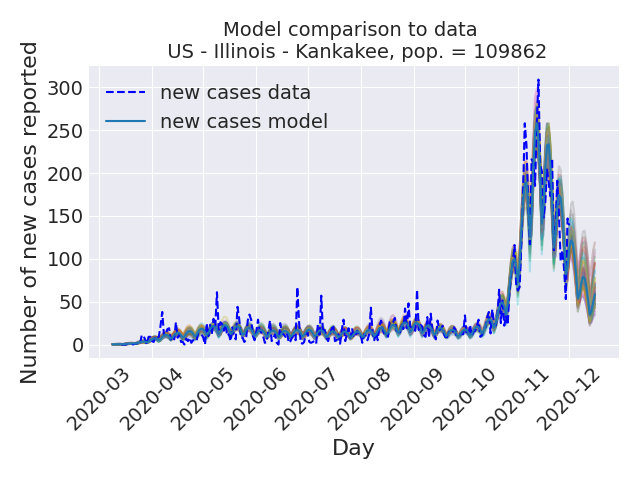 Model comparison to data
US - Illinois - Kankakee, pop. = 109862
Number of new cases reported
300
250
200
150
100
50
0
new cases data
new cases model
2020-03
2020-04
2020-05
2020-06
2020-07
2020-08
2020-09
2020-10
2020-11
2020-12
Day